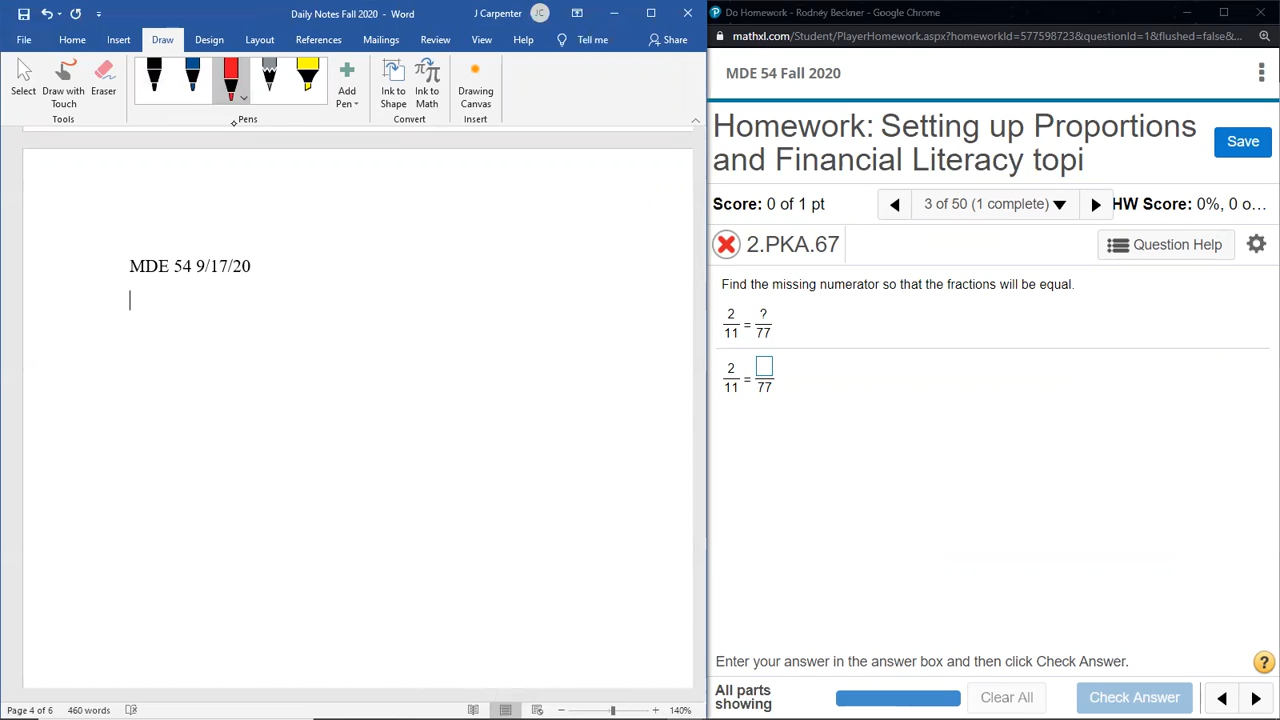 Daily Notes Fall 2020 - Word
J Carpenter
JC
File
Home
Insert
Draw
Design
Layout
References
Mailings
Review
View
Help
Tell me
Share
Select
Draw with Touch
Eraser
Tools
Pens
Add Pen
Ink to Shape
Ink to Math
Convert
Drawing Canvas
Insert
MDE 54 9/17/20
Page 4 of 6
460 words
140%
Do Homework - Rodney Beckner - Google Chrome
mathxl.com/Student/PlayerHomework.aspx?homeworkId=577598723&questionId=1&flushed=false&...
MDE 54 Fall 2020
Homework: Setting up Proportions
and Financial Literacy topi
Save
Score: 0 of 1 pt
3 of 50 (1 complete)
HW Score: 0%, 0 o...
2.PKA.67
Question Help
Find the missing numerator so that the fractions will be equal.
2/11 = ?/77
2/11 = □/77
Enter your answer in the answer box and then click Check Answer.
?
All parts
showing
Clear All
Check Answer